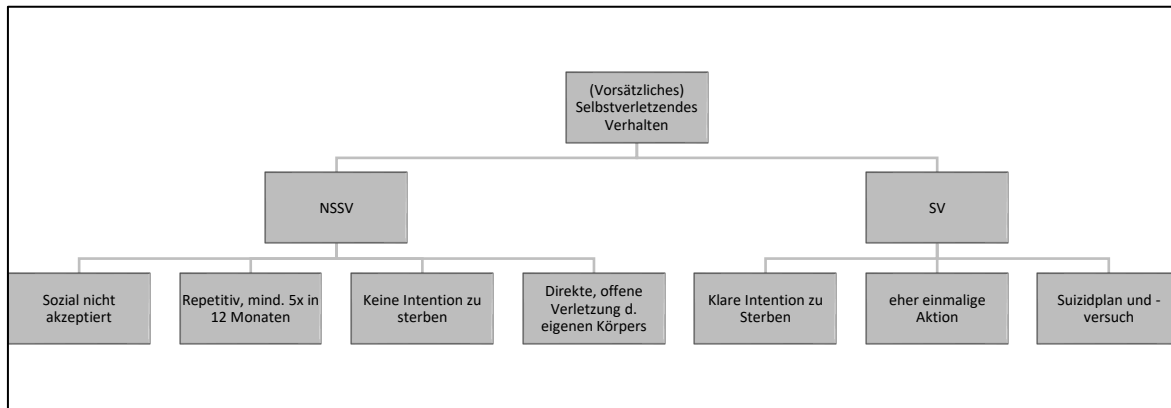 (Vorsätzliches)
Selbstverletzendes
Verhalten
NSSV
SV
Sozial nicht
akzeptiert
Repetitiv, mind. 5x in
12 Monaten
Keine Intention zu
sterben
Direkte, offene
Verletzung d.
eigenen Körpers
Klare Intention zu
Sterben
eher einmalige
Aktion
Suizidplan und -
versuch